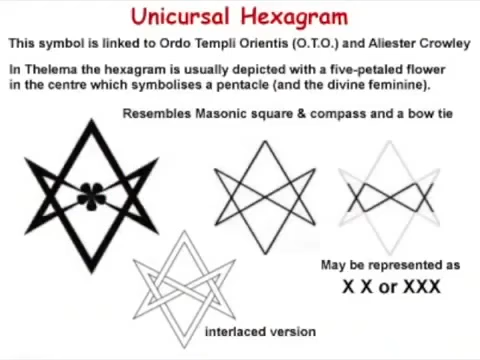 Unicursal Hexagram
This symbol is linked to Ordo Templi Orientis (O.T.O.) and Aliester Crowley
In Thelema the hexagram is usually depicted with a five-petaled flower
in the centre which symbolises a pentacle (and the divine feminine).
Resembles Masonic square & compass and a bow tie
May be represented as
X X or XXX
interlaced version